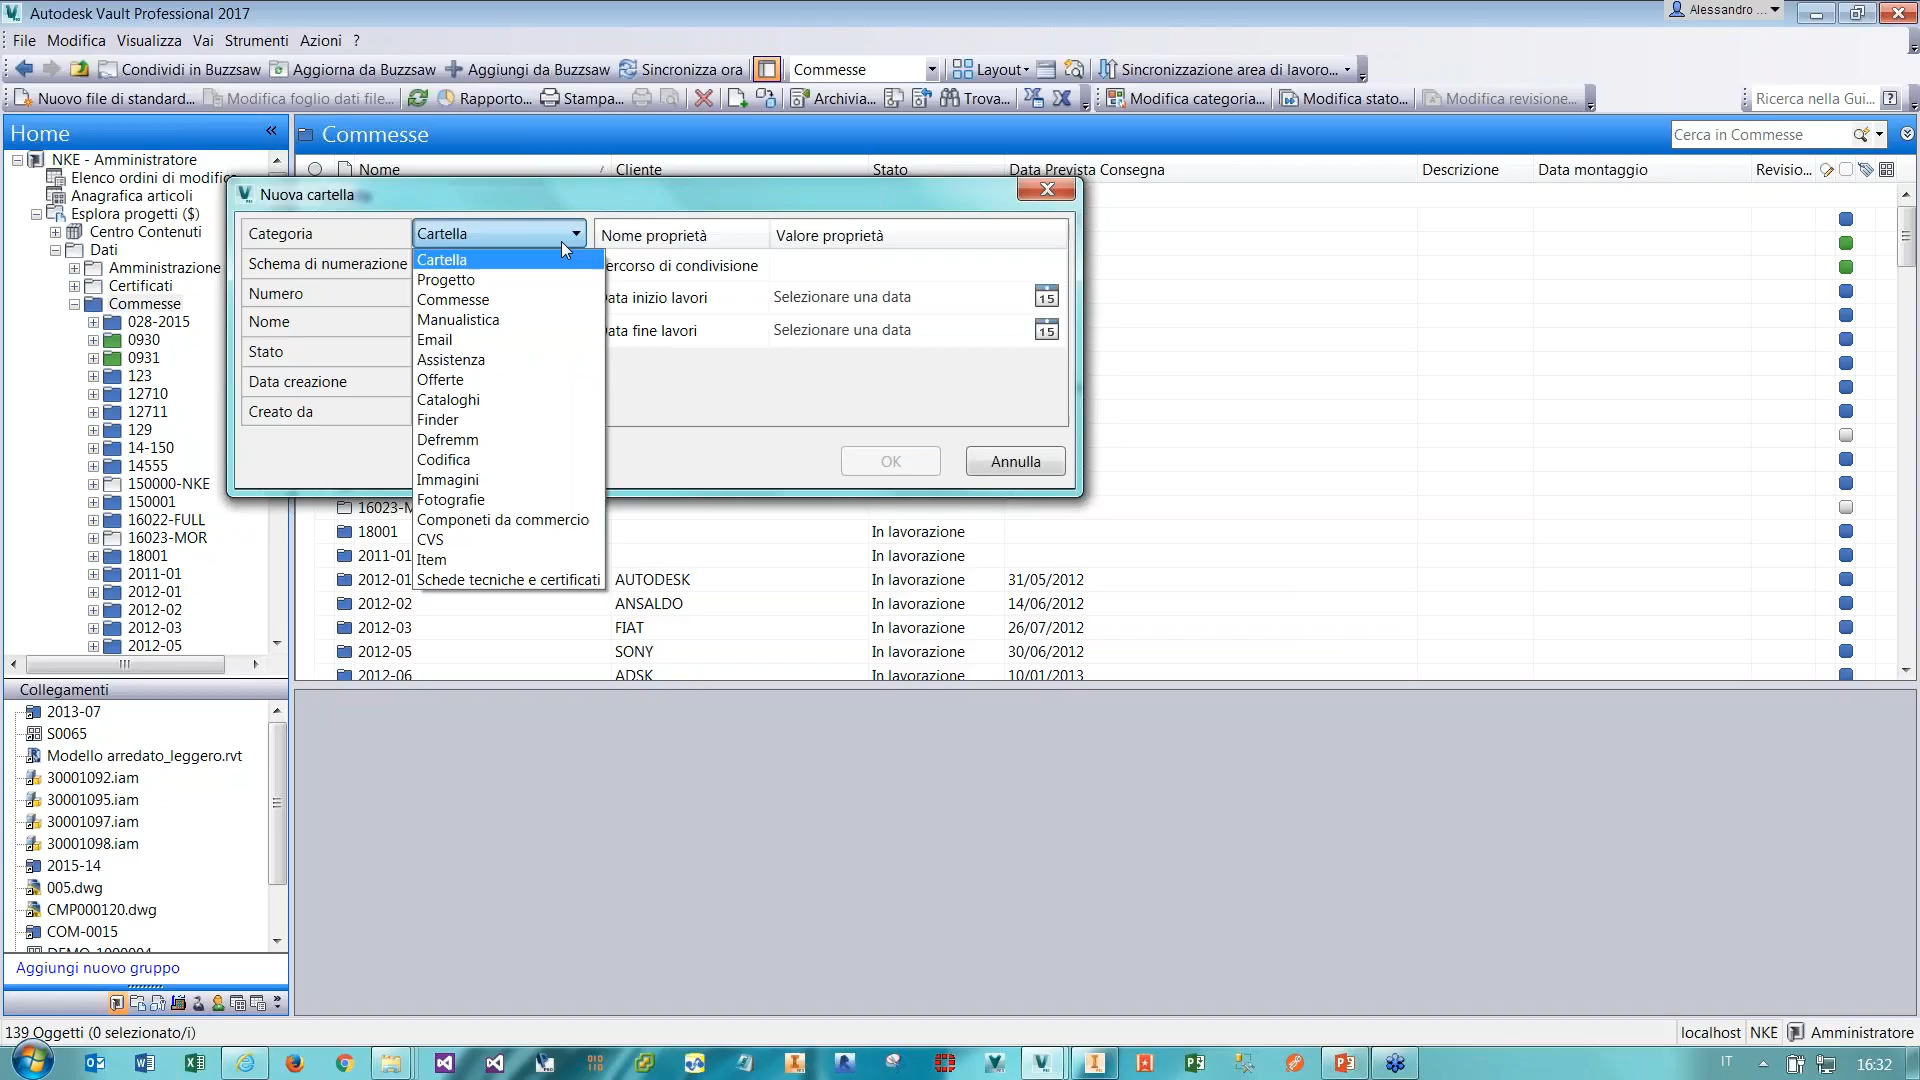 Autodesk Vault Professional 2017
Alessandro ...
File Modifica Visualizza Vai Strumenti Azioni ?
Condividi in Buzzsaw Aggiorna da Buzzsaw Aggiungi da Buzzsaw Sincronizza ora Commesse Layout Sincronizzazione area di lavoro...
Nuovo file di standard... Modifica foglio dati file... Rapporto... Stampa... Archivia... Trova... Modifica categoria... Modifica stato... Modifica revisione... Ricerca nella Gui...
Home
NKE - Amministratore
Elenco ordini di modific
Anagrafica articoli
Esplora progetti ($)
Centro Contenuti
Dati
Amministrazione
Certificati
Commesse
028-2015
0930
0931
123
12710
12711
129
14-150
14555
150000-NKE
150001
16022-FULL
16023-MOR
18001
2011-01
2012-01
2012-02
2012-03
2012-05
Collegamenti
2013-07
S0065
Modello arredato_leggero.rvt
30001092.iam
30001095.iam
30001097.iam
30001098.iam
2015-14
005.dwg
CMP000120.dwg
COM-0015
DEMO-1000004
Aggiungi nuovo gruppo
Commesse
Cerca in Commesse
Nome Cliente Stato Data Prevista Consegna Descrizione Data montaggio Revisio...
Nuova cartella
Categoria Cartella
Schema di numerazione
Numero
Nome
Stato
Data creazione
Creato da
Cartella
Progetto
Commesse
Manualistica
Email
Assistenza
Offerte
Cataloghi
Finder
Defremm
Codifica
Immagini
Fotografie
Componeti da commercio
CVS
Item
Schede tecniche e certificati
Nome proprietà Valore proprietà
ercorso di condivisione
ata inizio lavori Selezionare una data 15
ata fine lavori Selezionare una data 15
OK Annulla
16023-M
18001 In lavorazione
2011-01 In lavorazione
2012-01 AUTODESK In lavorazione 31/05/2012
2012-02 ANSALDO In lavorazione 14/06/2012
2012-03 FIAT In lavorazione 26/07/2012
2012-05 SONY In lavorazione 30/06/2012
2012-06 ADSK In lavorazione 10/01/2013
139 Oggetti (0 selezionato/i)
localhost NKE Amministratore
IT 16:32